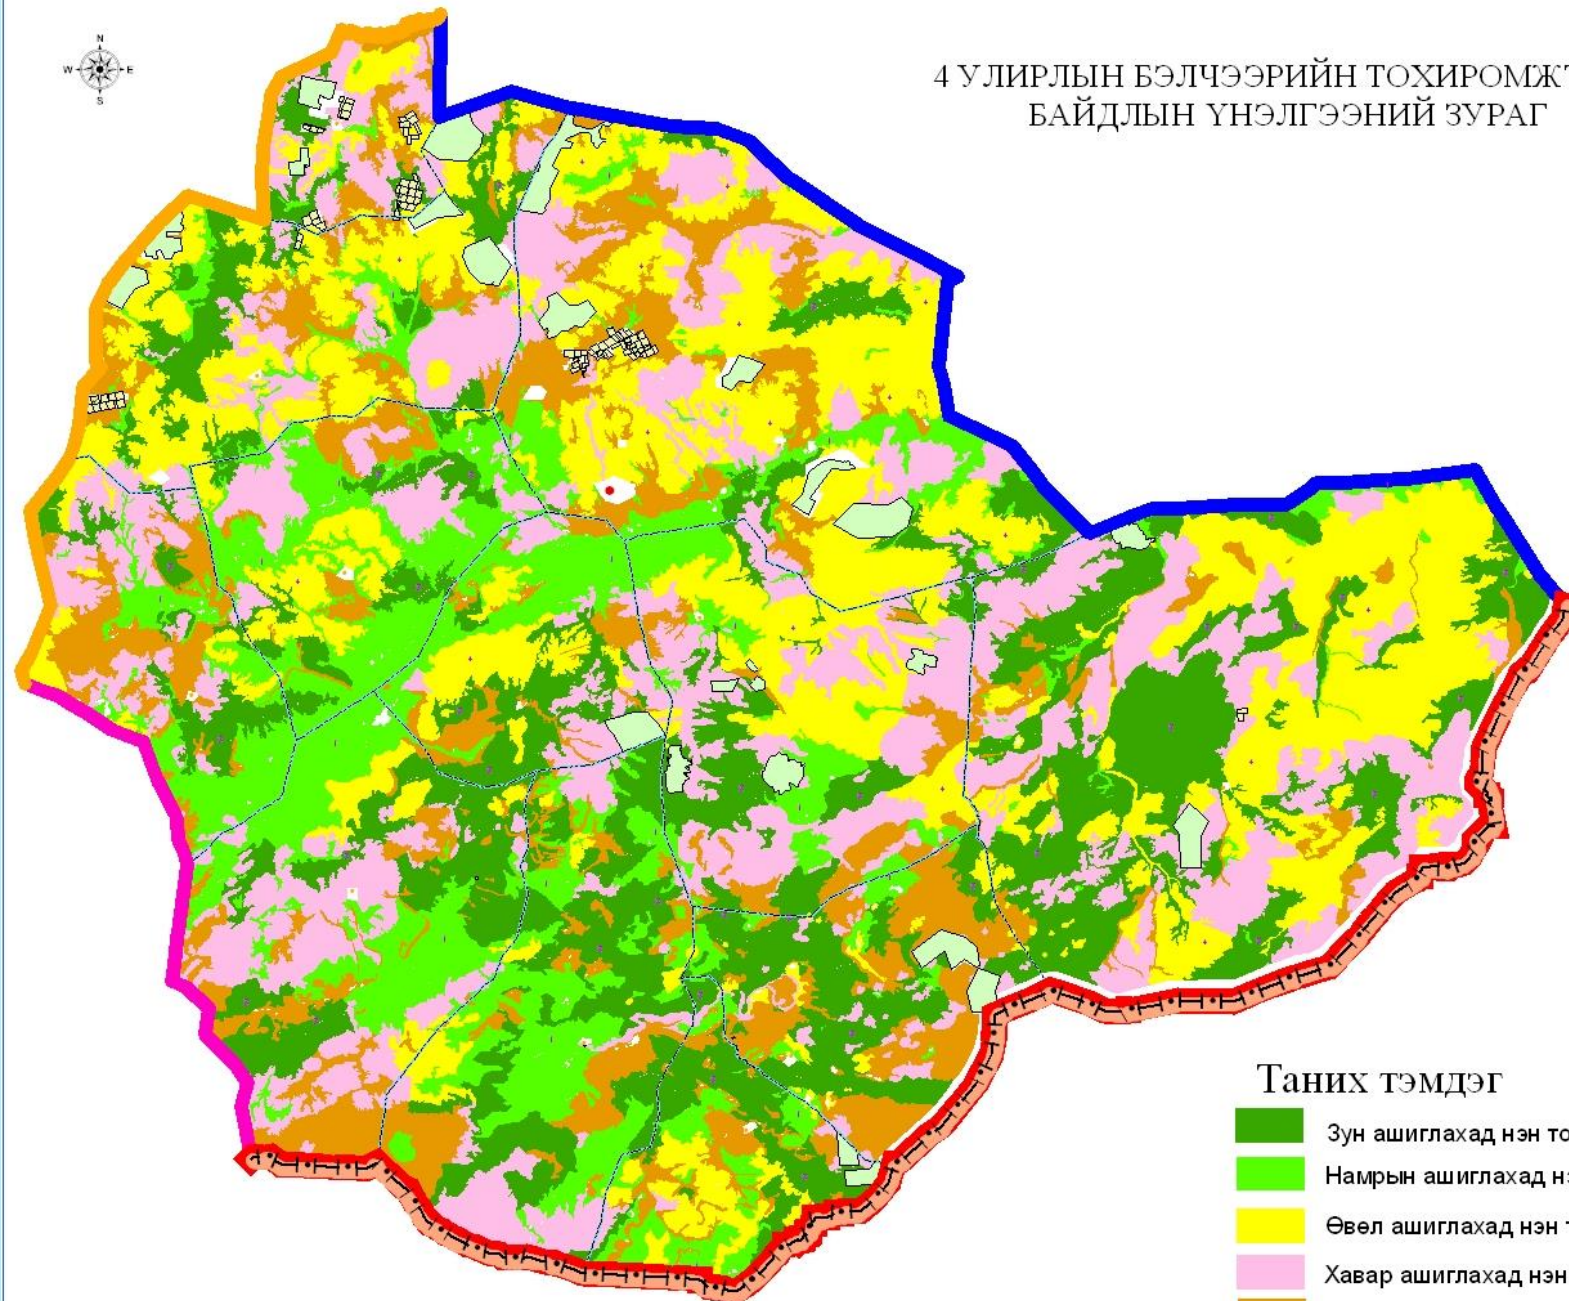 N
W E
S
4 УЛИРЛЫН БЭЛЧЭЭРИЙН ТОХИРОМЖТ
БАЙДЛЫН ҮНЭЛГЭЭНИЙ ЗУРАГ
Таних тэмдэг
Зун ашиглахад нэн то
Намрын ашиглахад нэ
Өвөл ашиглахад нэн т
Хавар ашиглахад нэн